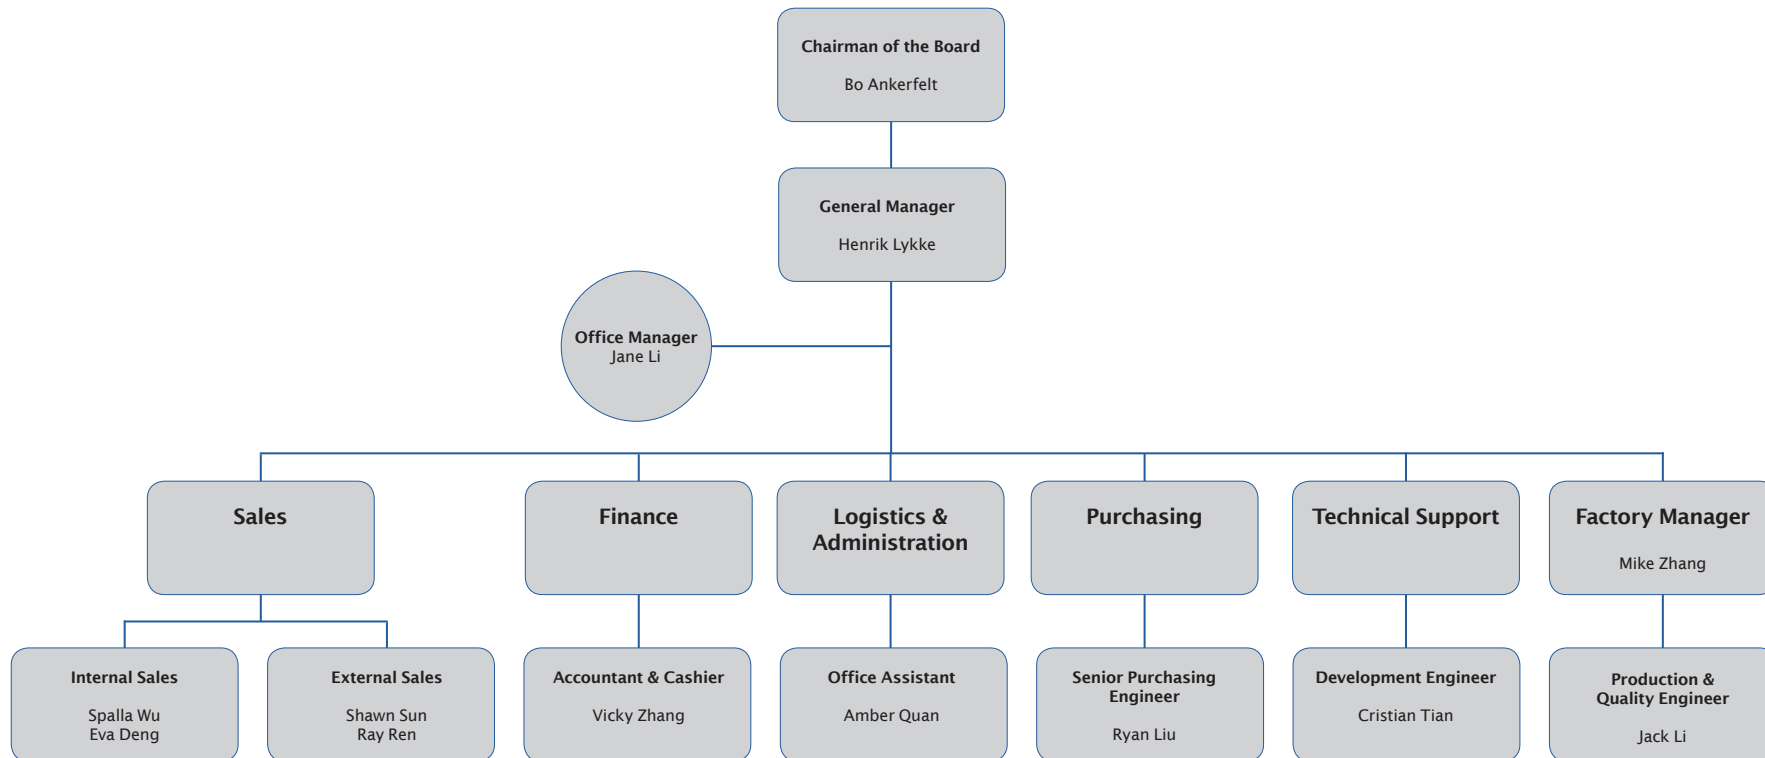 Chairman of the Board
Bo Ankerfelt
General Manager
Henrik Lykke
Office Manager
Jane Li
Sales
Finance
Logistics &
Administration
Purchasing
Technical Support
Factory Manager
Mike Zhang
Internal Sales
Spalla Wu
Eva Deng
External Sales
Shawn Sun
Ray Ren
Accountant & Cashier
Vicky Zhang
Office Assistant
Amber Quan
Senior Purchasing
Engineer
Ryan Liu
Development Engineer
Cristian Tian
Production &
Quality Engineer
Jack Li